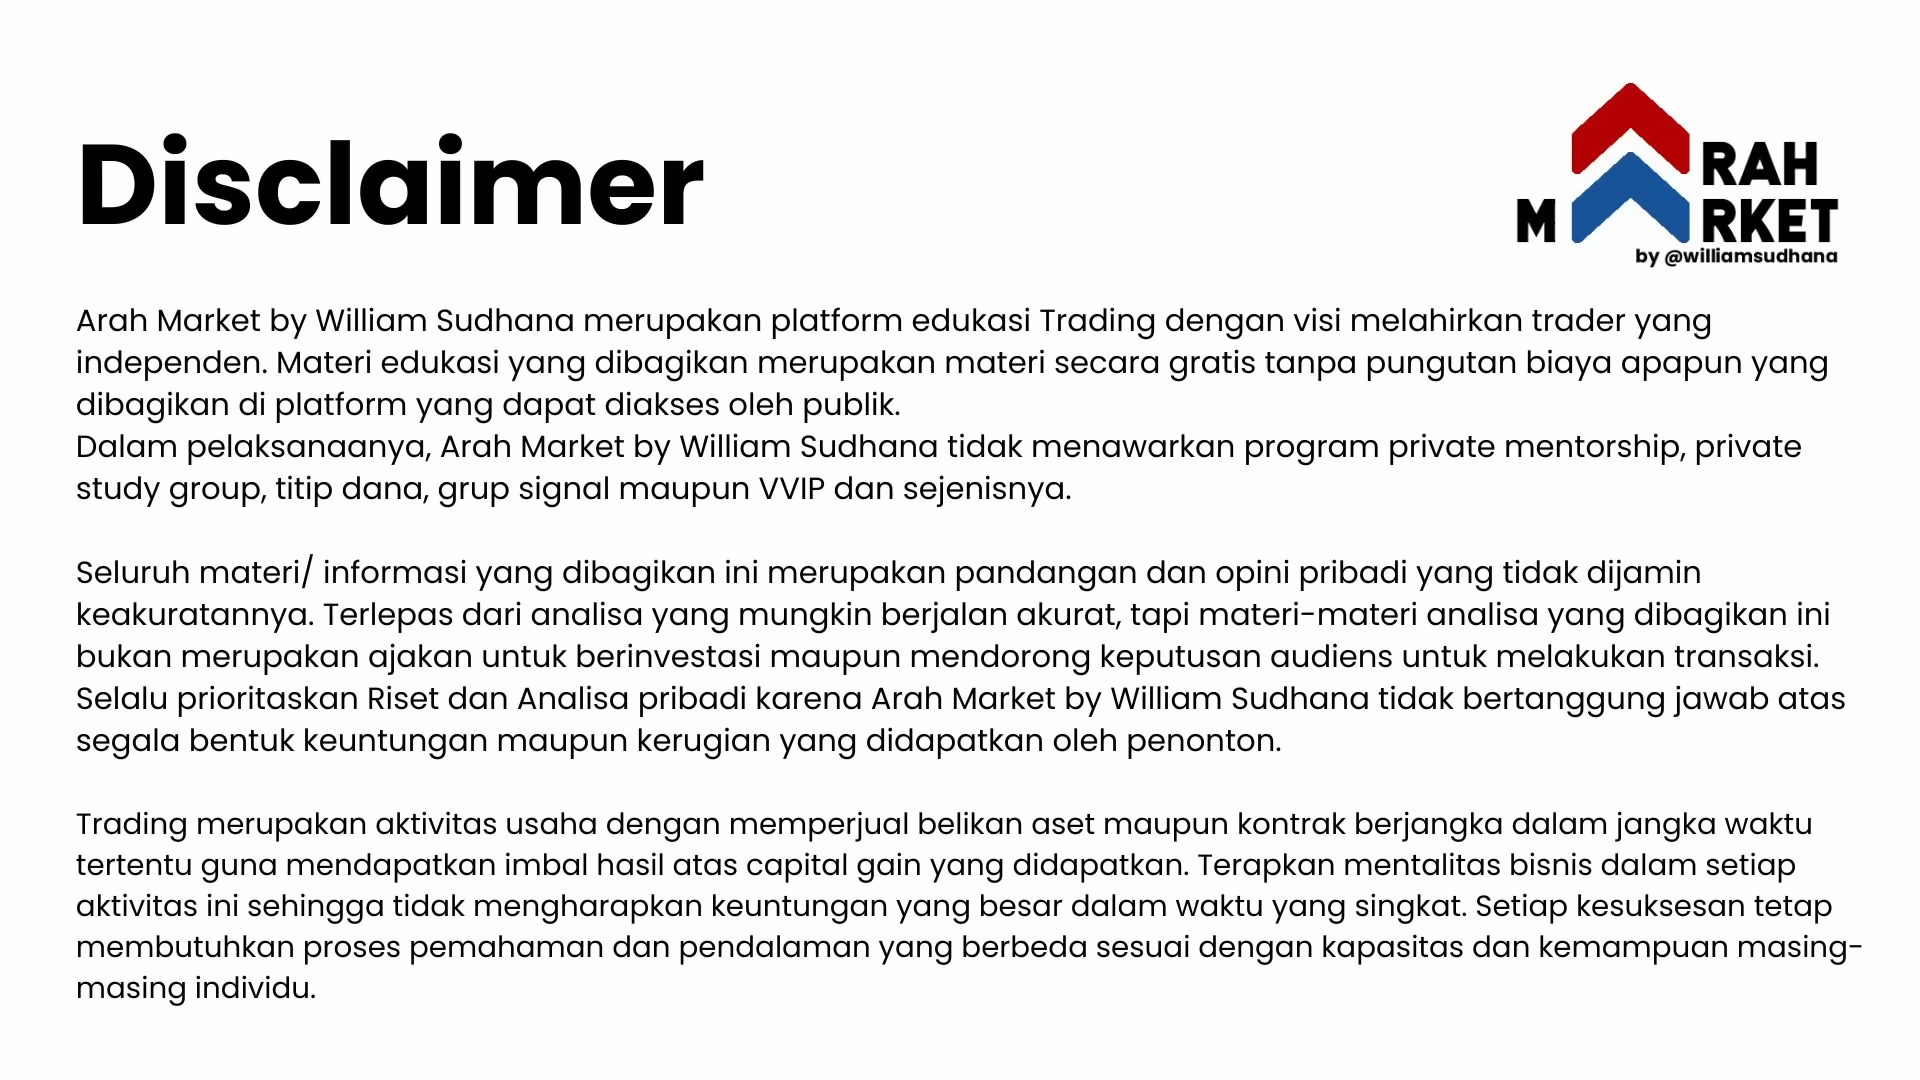 Disclaimer
RAH
M RKET
by @williamsudhana
Arah Market by William Sudhana merupakan platform edukasi Trading dengan visi melahirkan trader yang
independen. Materi edukasi yang dibagikan merupakan materi secara gratis tanpa pungutan biaya apapun yang
dibagikan di platform yang dapat diakses oleh publik.
Dalam pelaksanaanya, Arah Market by William Sudhana tidak menawarkan program private mentorship, private
study group, titip dana, grup signal maupun VVIP dan sejenisnya.
Seluruh materi/ informasi yang dibagikan ini merupakan pandangan dan opini pribadi yang tidak dijamin
keakuratannya. Terlepas dari analisa yang mungkin berjalan akurat, tapi materi-materi analisa yang dibagikan ini
bukan merupakan ajakan untuk berinvestasi maupun mendorong keputusan audiens untuk melakukan transaksi.
Selalu prioritaskan Riset dan Analisa pribadi karena Arah Market by William Sudhana tidak bertanggung jawab atas
segala bentuk keuntungan maupun kerugian yang didapatkan oleh penonton.
Trading merupakan aktivitas usaha dengan memperjual belikan aset maupun kontrak berjangka dalam jangka waktu
tertentu guna mendapatkan imbal hasil atas capital gain yang didapatkan. Terapkan mentalitas bisnis dalam setiap
aktivitas ini sehingga tidak mengharapkan keuntungan yang besar dalam waktu yang singkat. Setiap kesuksesan tetap
membutuhkan proses pemahaman dan pendalaman yang berbeda sesuai dengan kapasitas dan kemampuan masing-
masing individu.